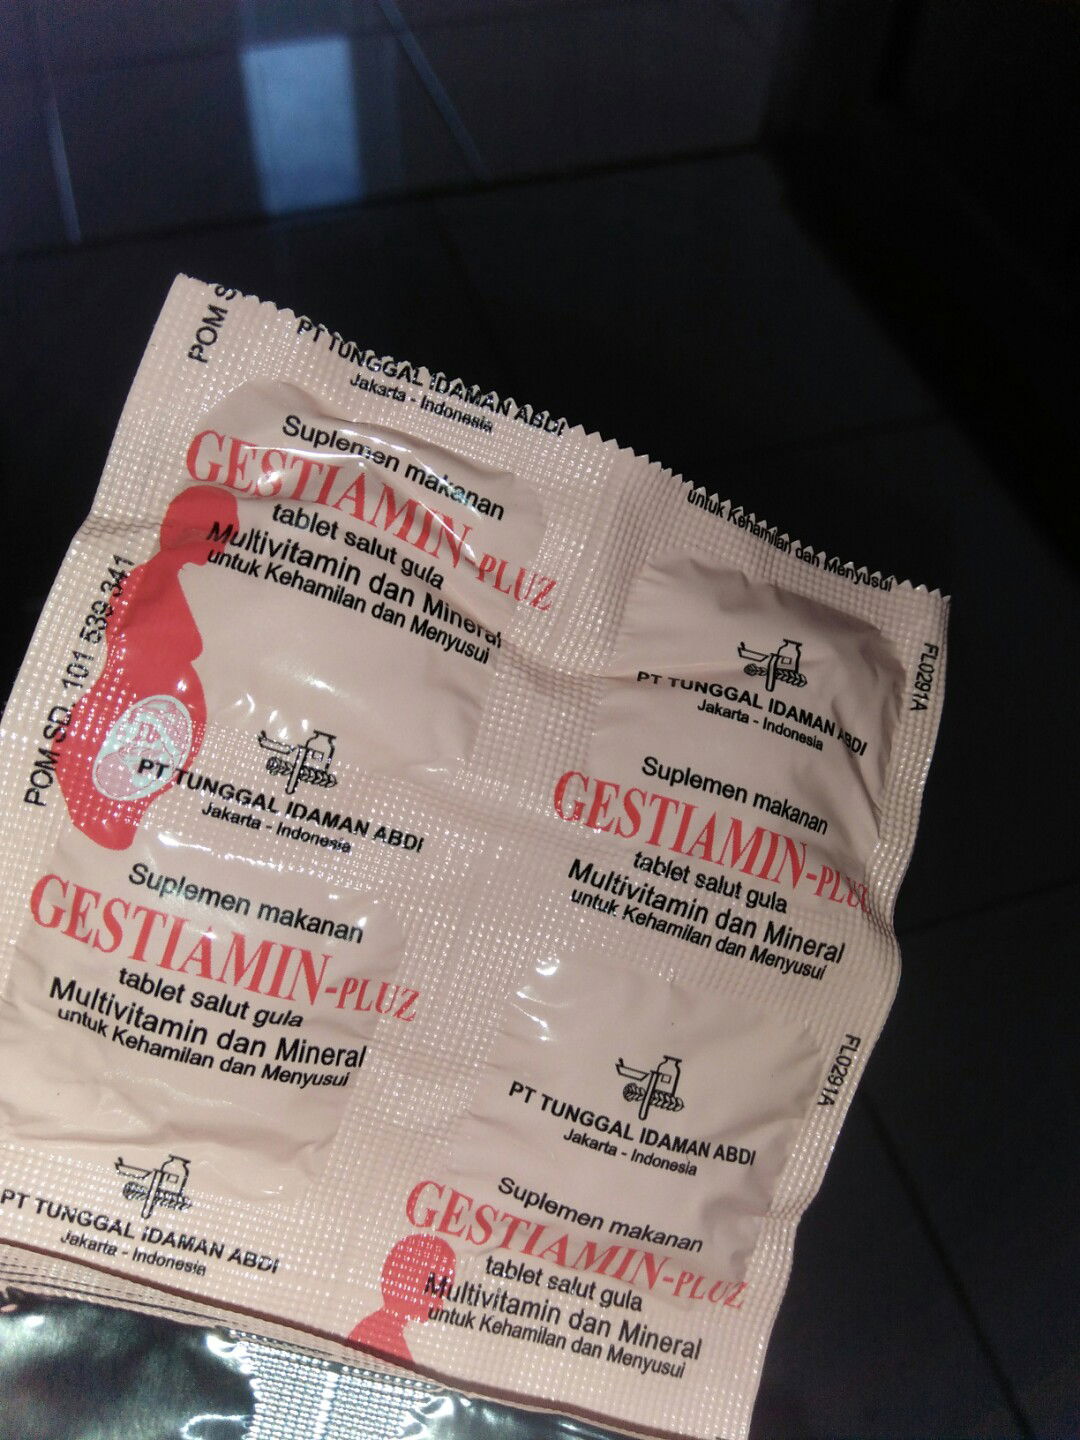 POM S
PT TUNGGAL IDAMAN ABDI
Jakarta - Indonesia
Suplemen makanan
GESTIAMIN-PLUZ
tablet salut gula
Multivitamin dan Mineral
untuk Kehamilan dan Menyusui
untuk Kehamilan dan Menyusui
POM SD. 101 539 341
PT TUNGGAL IDAMAN ABDI
Jakarta - Indonesia
FL0291A
PT TUNGGAL IDAMAN ABDI
Jakarta - Indonesia
Suplemen makanan
GESTIAMIN-PLUZ
tablet salut gula
Multivitamin dan Mineral
untuk Kehamilan dan Menyusui
Suplemen makanan
GESTIAMIN-PLUZ
tablet salut gula
Multivitamin dan Mineral
untuk Kehamilan dan Menyusui
FL0291A
PT TUNGGAL IDAMAN ABDI
Jakarta - Indonesia
PT TUNGGAL IDAMAN ABDI
Jakarta - Indonesia
Suplemen makanan
GESTIAMIN-PLUZ
tablet salut gula
Multivitamin dan Mineral
untuk Kehamilan dan Menyusui